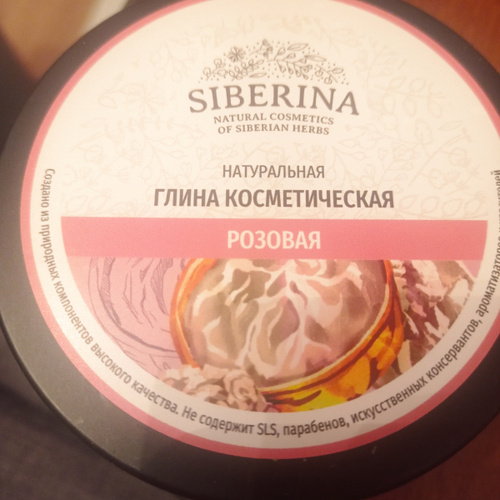 SIBERINA
NATURAL COSMETICS
OF SIBERIAN HERBS
НАТУРАЛЬНАЯ
ГЛИНА КОСМЕТИЧЕСКАЯ
РОЗОВАЯ
Создано из природных компонентов высокого качества. Не содержит SLS, парабенов, искусственных консервантов, ароматизаторов